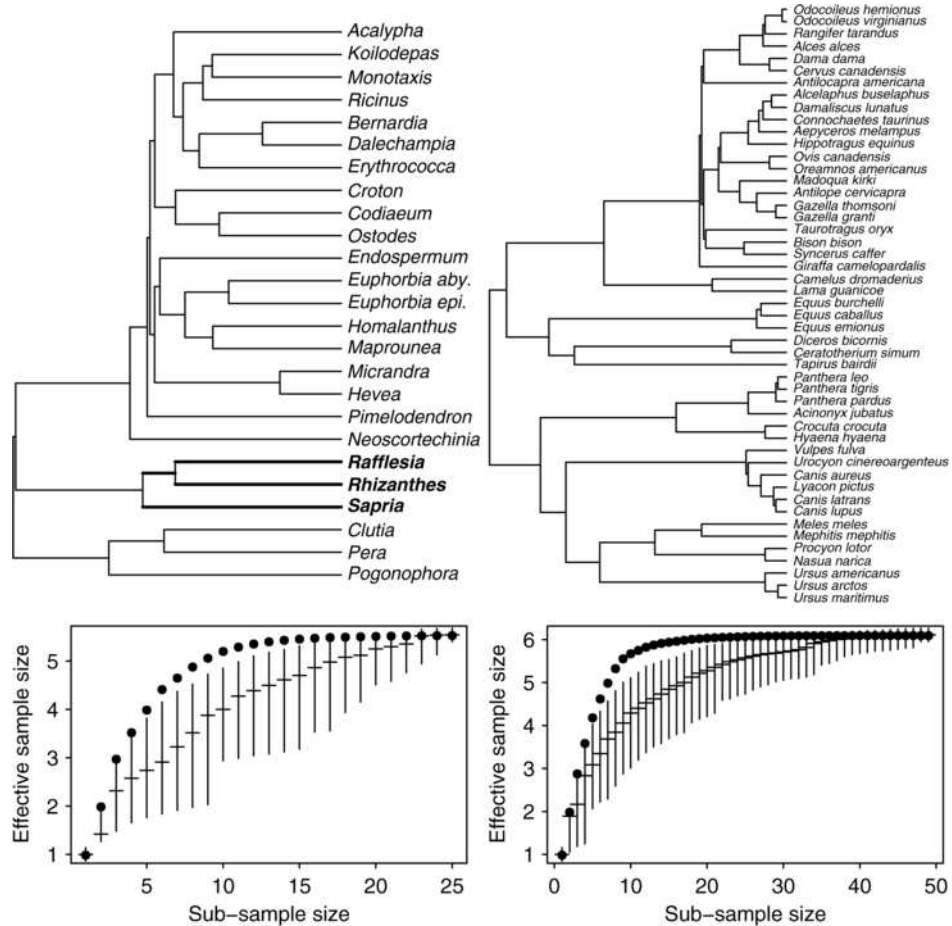 Acalypha
Koilodepas
Monotaxis
Ricinus
Bernardia
Dalechampia
Erythrococca
Croton
Codiaeum
Ostodes
Endospermum
Euphorbia aby.
Euphorbia epi.
Homalanthus
Maprounea
Micrandra
Hevea
Pimelodendron
Neoscortechinia
Rafflesia
Rhizanthes
Sapria
Clutia
Pera
Pogonophora
Odocoileus hemionus
Odocoileus virginianus
Rangifer tarandus
Alces alces
Dama dama
Cervus canadensis
Antilocapra americana
Alcelaphus buselaphus
Damaliscus lunatus
Connochaetes taurinus
Aepyceros melampus
Hippotragus equinus
Ovis canadensis
Oreamnos americanus
Madoqua kirki
Antilope cervicapra
Gazella thomsoni
Gazella granti
Taurotragus oryx
Bison bison
Syncerus caffer
Giraffa camelopardalis
Camelus dromaderius
Lama guanicoe
Equus burchelli
Equus caballus
Equus emionus
Diceros bicornis
Ceratotherium simum
Tapirus bairdii
Panthera leo
Panthera tigris
Panthera pardus
Acinonyx jubatus
Crocuta crocuta
Hyaena hyaena
Vulpes fulva
Urocyon cinereoargenteus
Canis aureus
Lyacon pictus
Canis latrans
Canis lupus
Meles meles
Mephitis mephitis
Procyon lotor
Nasua narica
Ursus americanus
Ursus arctos
Ursus maritimus
Effective sample size
5
4
3
2
1
5 10 15 20 25
Sub-sample size
Effective sample size
6
5
4
3
2
1
0 10 20 30 40 50
Sub-sample size